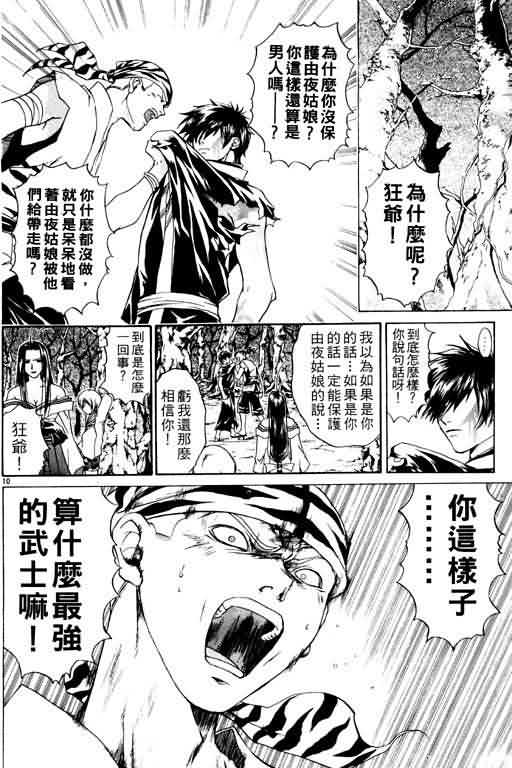 為什麼呢？
狂爺！
為什麼你沒保
護由夜姑娘？
你這樣還算是
男人嗎——？
你什麼都沒做，
就只是呆呆地看
著由夜姑娘被他
們給帶走嗎？
……
到底怎麼樣？
你說句話呀！
我以為如果是你
的話…如果是你
的話一定能保護
由夜姑娘的說…
虧我還那麼
相信你！
到底是怎麼
一回事？
狂爺！
10
你這樣子
………
算什麼最強
的武士嘛！